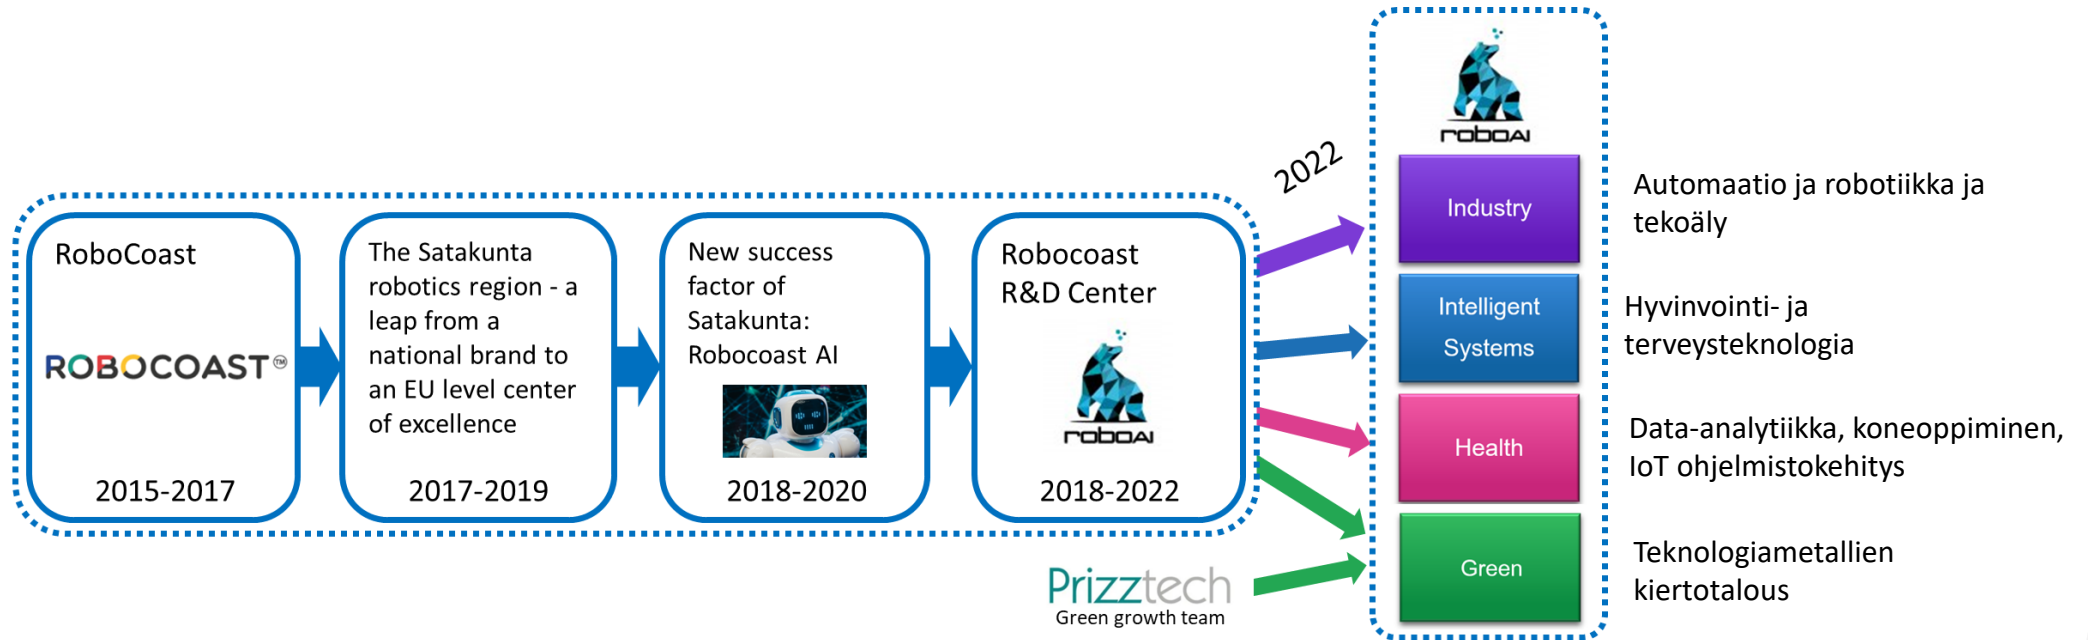 RoboCoast
ROBOCOAST™
2015-2017
The Satakunta
robotics region - a
leap from a
national brand to
an EU level center
of excellence
2017-2019
New success
factor of
Satakunta:
Robocoast AI
2018-2020
Robocoast
R&D Center
roboAI
2018-2022
2022
Prizztech
Green growth team
roboAI
Industry
Automaatio ja robotiikka ja
tekoäly
Intelligent
Systems
Hyvinvointi- ja
terveysteknologia
Health
Data-analytiikka, koneoppiminen,
IoT ohjelmistokehitys
Green
Teknologiametallien
kiertotalous